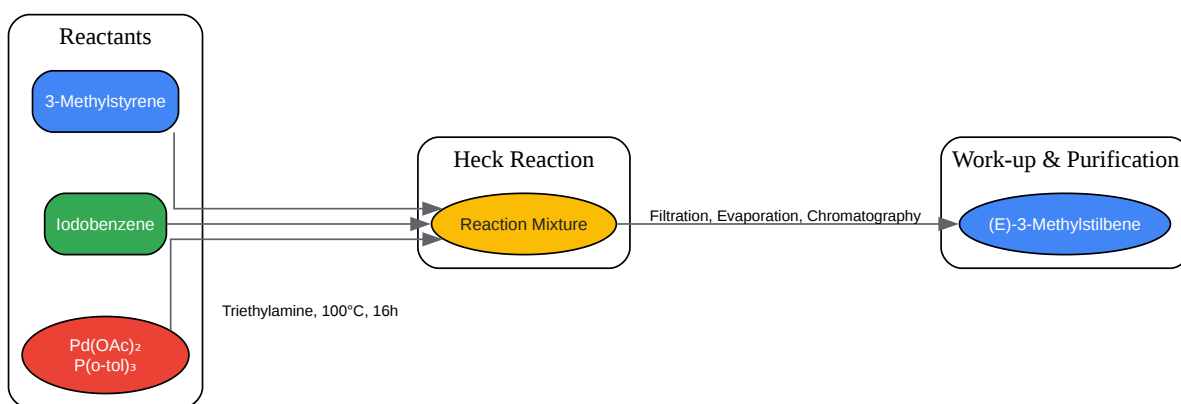 Reactants
3-Methylstyrene
Iodobenzene
Pd(OAc)₂
P(o-tol)₃
Triethylamine, 100°C, 16h
Heck Reaction
Reaction Mixture
Filtration, Evaporation, Chromatography
Work-up & Purification
(E)-3-Methylstilbene